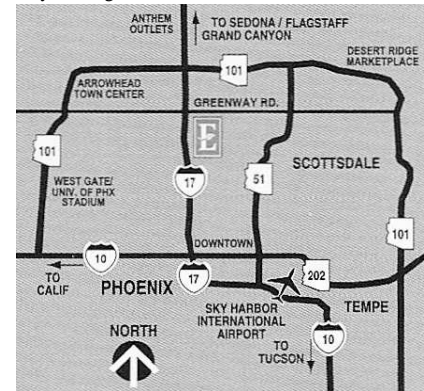 ANTHEM
OUTLETS
TO SEDONA / FLAGSTAFF
GRAND CANYON
DESERT RIDGE
MARKETPLACE
101
ARROWHEAD
TOWN CENTER
GREENWAY RD.
E
101
17
51
SCOTTSDALE
WEST GATE/
UNIV. OF PHX
STADIUM
101
DOWNTOWN
10
202
TO
CALIF
PHOENIX
17
SKY HARBOR
INTERNATIONAL
AIRPORT
TEMPE
10
NORTH
TO
TUCSON